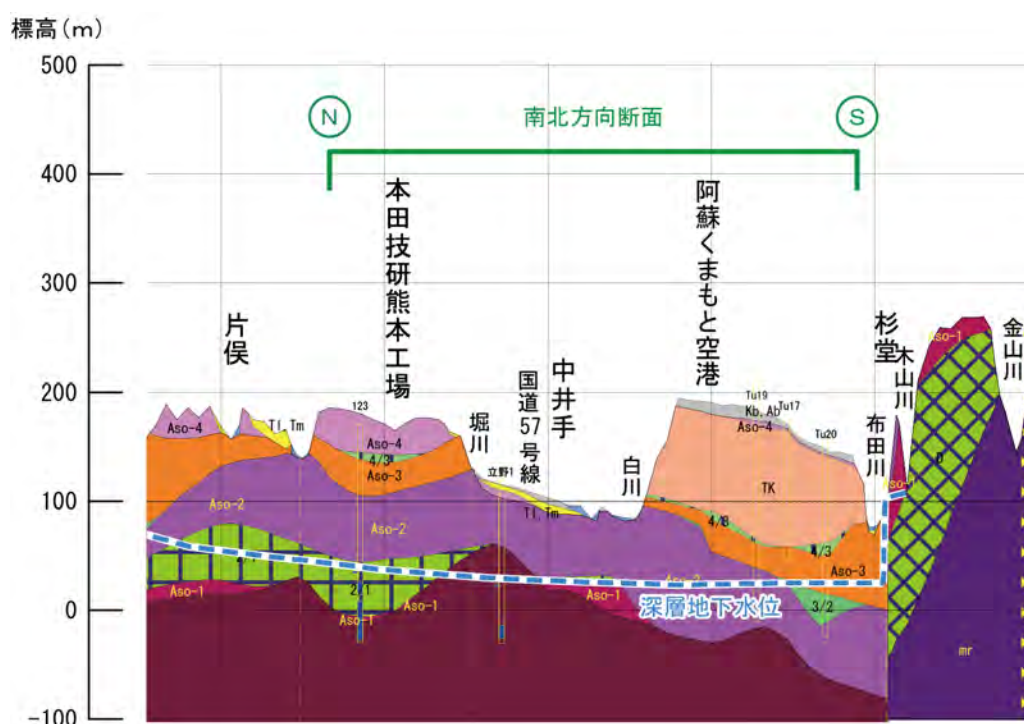 標高(m)
500
400
300
200
100
0
-100
N
南北方向断面
S
片俣
本田技研熊本工場
堀川
国道57号線
中井手
白川
阿蘇くまもと空港
布田川
杉堂
木山川
金山川
Aso-4
Tl,Tm
123
Aso-4
4/3
Aso-3
Aso-2
Aso-2
2/1
Aso-1
Aso-1
Aso-1
立野1
Tl,Tm
Aso-1
Aso-2
深層地下水位
Tu19
Kb,Ab
Tu17
Aso-4
Tu20
TK
4/3
4/3
Aso-3
3/2
Aso-1
Aso-1
mr